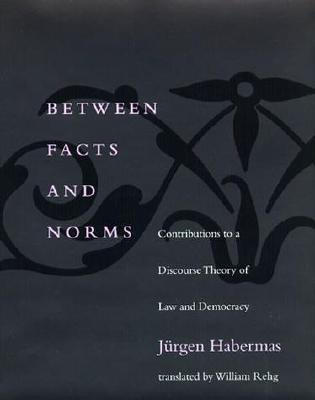 BETWEEN
FACTS
AND
NORMS
Contributions to a
Discourse Theory of
Law and Democracy
Jürgen Habermas
translated by William Rehg